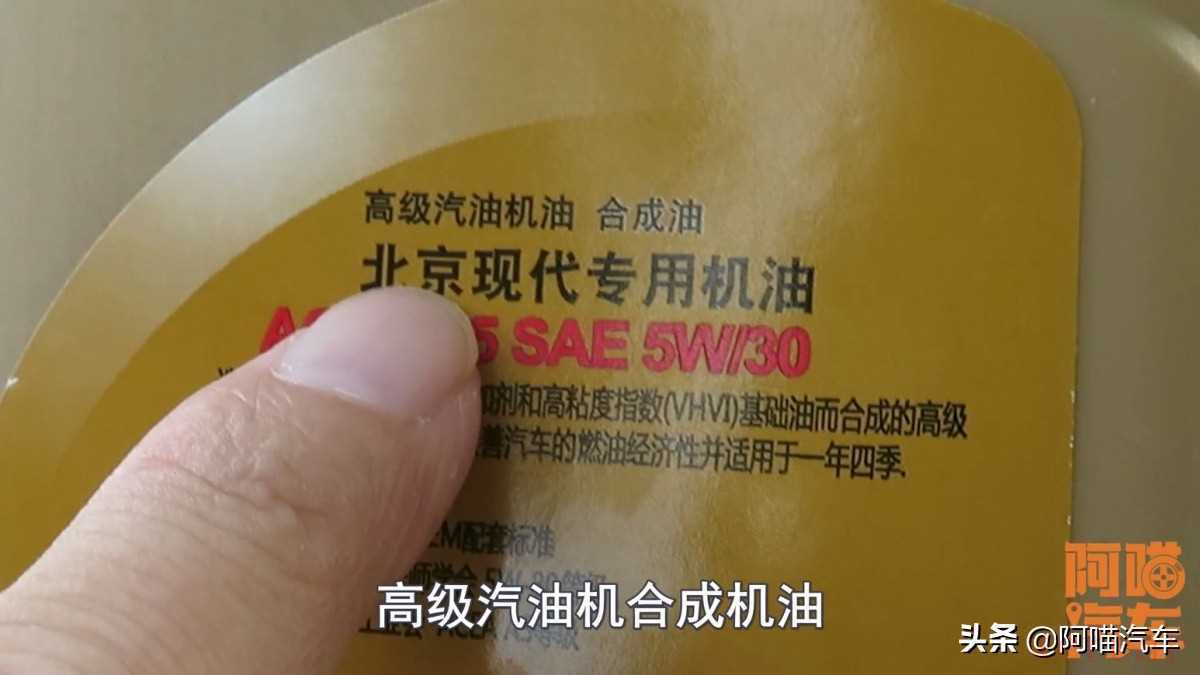 高级汽油机油 合成油
北京现代专用机油
5 SAE 5W/30
剂和高粘度指数(VHVI)基础油而合成的高级
汽车的燃油经济性并适用于一年四季.
EM配套标准
高级汽油机合成机油
阿喵汽车
头条 @阿喵汽车